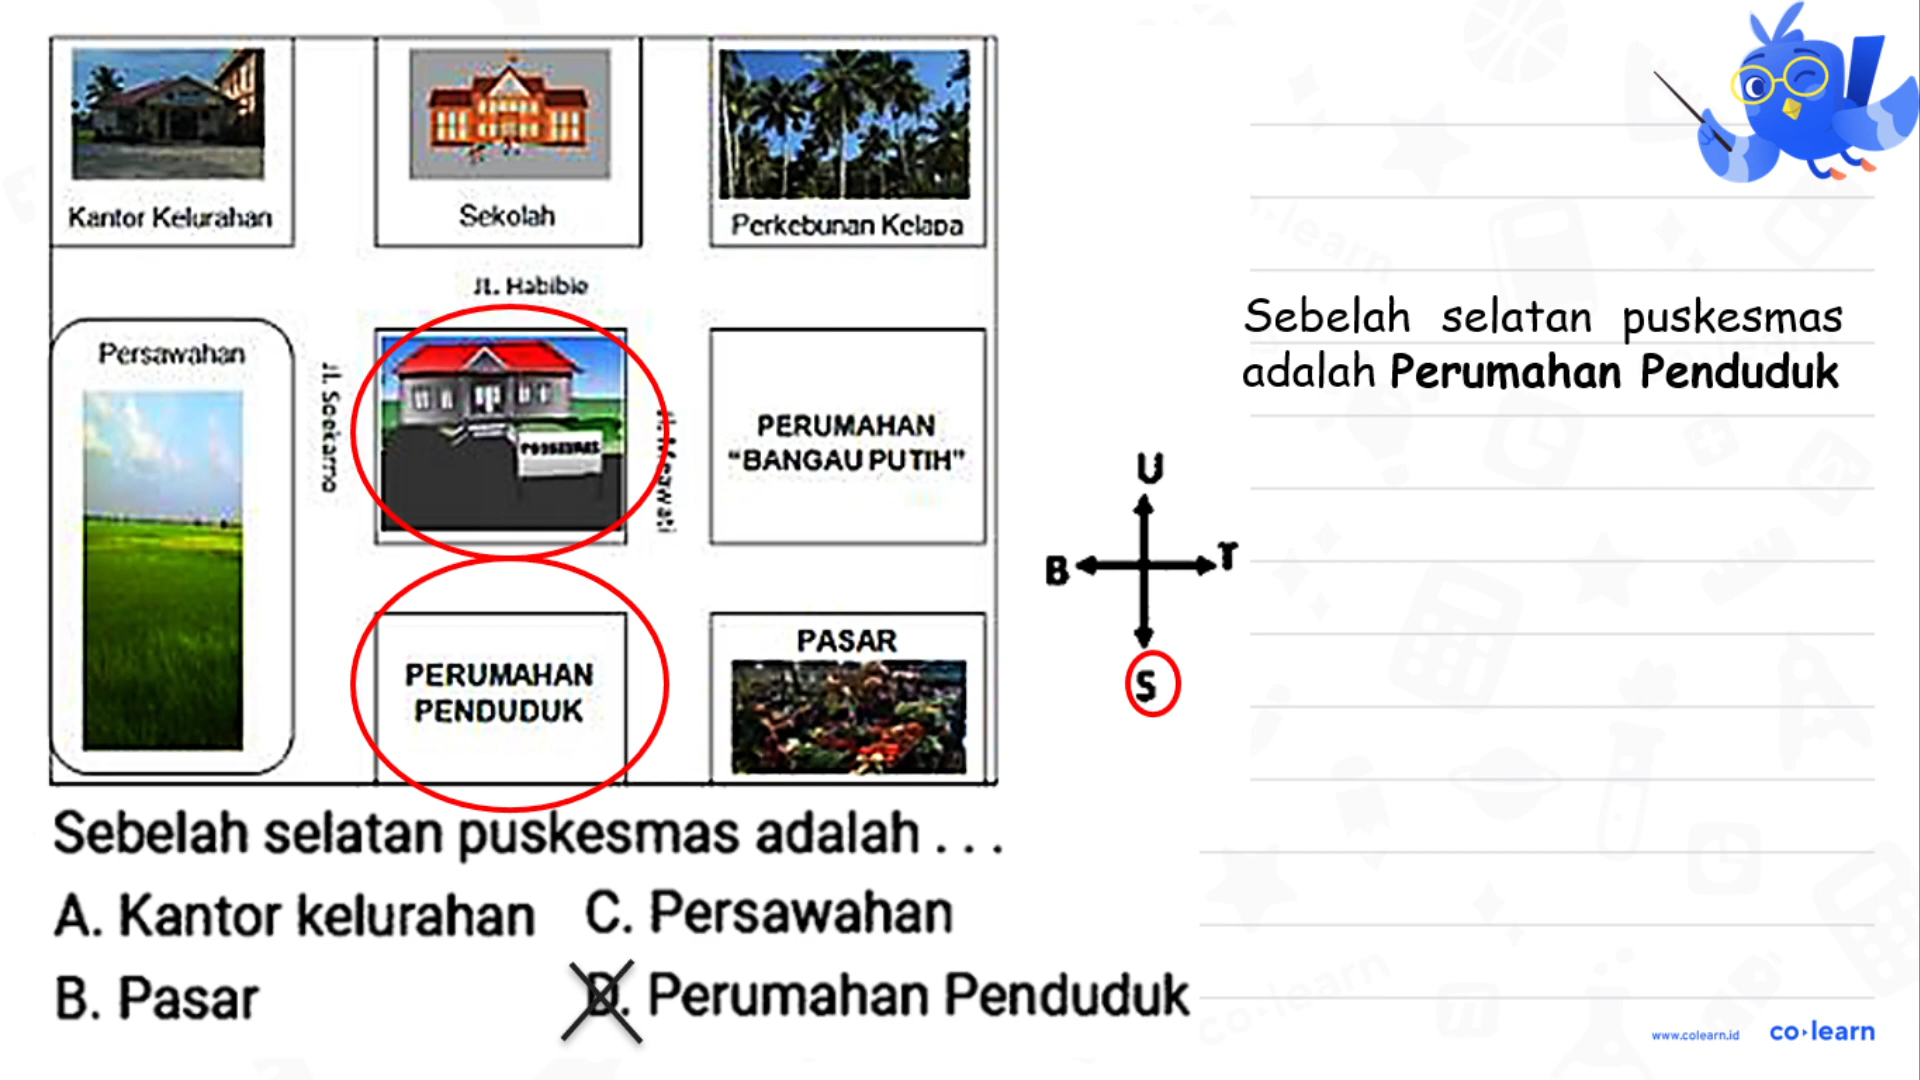 Kantor Kelurahan
Sekolah
Perkebunan Kelapa
Jl. Habibie
Persawahan
Jl. Soekarno
PUSKESMAS
PERUMAHAN
"BANGAU PUTIH"
PERUMAHAN
PENDUDUK
PASAR
U
B
T
S
Sebelah selatan puskesmas
adalah Perumahan Penduduk
Sebelah selatan puskesmas adalah . . .
A. Kantor kelurahan
C. Persawahan
B. Pasar
D. Perumahan Penduduk
www.colearn.id
co·learn